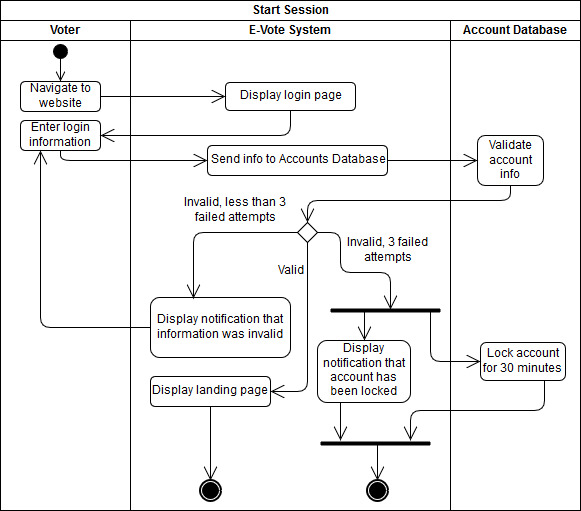 Start Session
Voter
E-Vote System
Account Database
Navigate to
website
Display login page
Enter login
information
Send info to Accounts Database
Validate
account
info
Invalid, less than 3
failed attempts
Invalid, 3 failed
attempts
Valid
Display notification that
information was invalid
Display
notification that
account has
been locked
Lock account
for 30 minutes
Display landing page